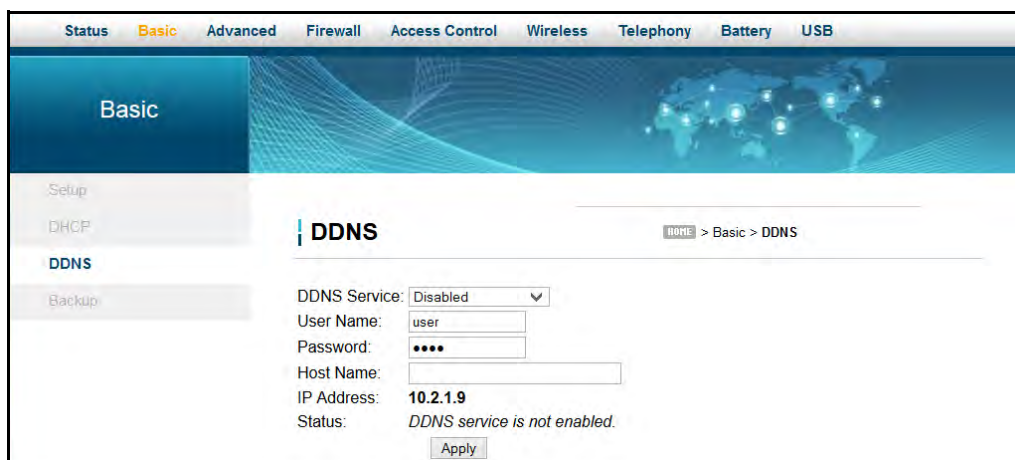 Status Basic Advanced Firewall Access Control Wireless Telephony Battery USB
Basic
Setup
DHCP
DDNS
Backup
DDNS
HOME > Basic > DDNS
DDNS Service: Disabled
User Name: user
Password: ••••
Host Name:
IP Address: 10.2.1.9
Status: DDNS service is not enabled.
Apply